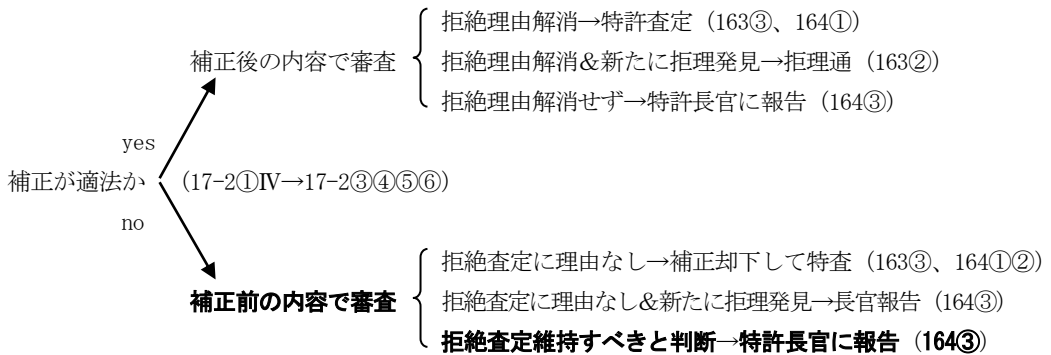 拒絶理由解消→特許査定（163③、164①）
補正後の内容で審査
拒絶理由解消＆新たに拒理発見→拒理通（163②）
拒絶理由解消せず→特許長官に報告（164③）
yes
補正が適法か
（17-2①Ⅳ→17-2③④⑤⑥）
no
拒絶査定に理由なし→補正却下して特査（163③、164①②）
補正前の内容で審査
拒絶査定に理由なし＆新たに拒理発見→長官報告（164③）
拒絶査定維持すべきと判断→特許長官に報告（164③）